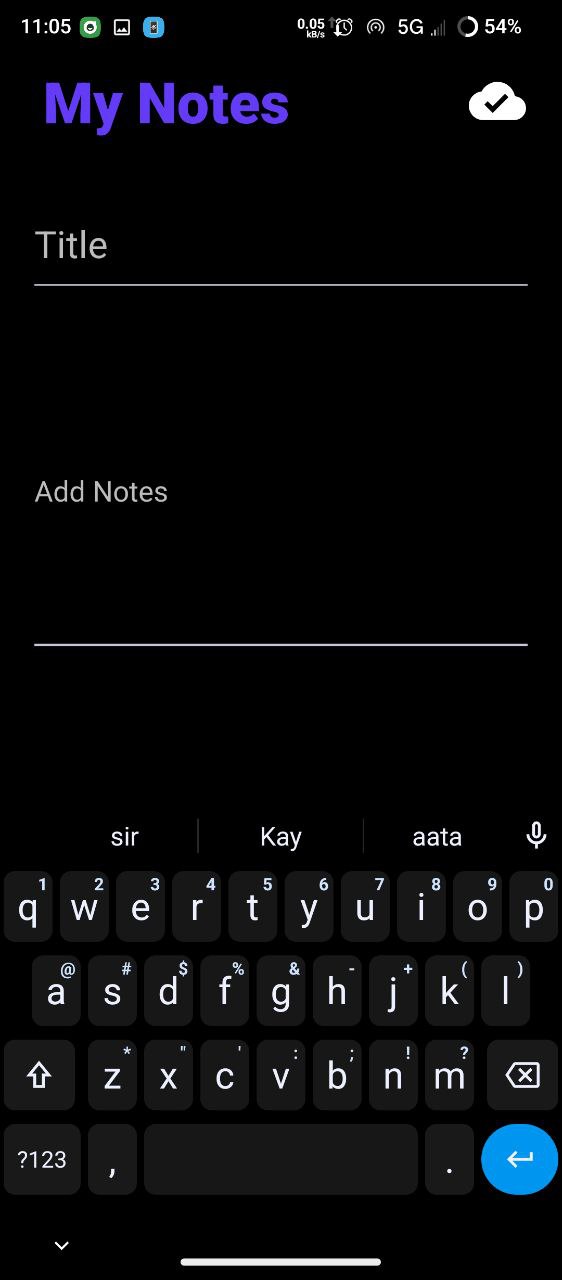 11:05 0.05 kB/s 5G 54%
My Notes
Title
Add Notes
sir Kay aata
1 2 3 4 5 6 7 8 9 0
q w e r t y u i o p
@ # $ % & - + ( )
a s d f g h j k l
* " ' : ; ! ?
z x c v b n m
?123 , .